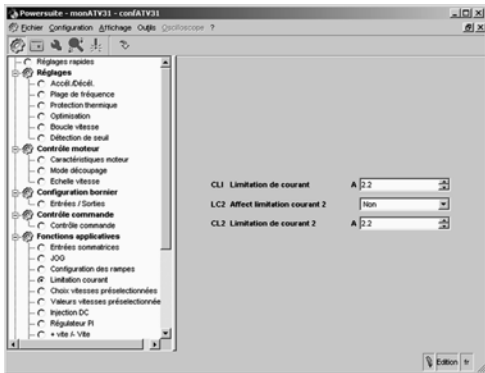 Powersuite - monATV31 - confATV31
Fichier Configuration Affichage Outils Oscilloscope ?
Réglages rapides
Réglages
Accél./Décél.
Plage de fréquence
Protection thermique
Optimisation
Boucle vitesse
Détection de seuil
Contrôle moteur
Caractéristiques moteur
Mode découpage
Echelle vitesse
Configuration bornier
Entrées / Sorties
Contrôle commande
Contrôle commande
Fonctions applicatives
Entrées sommatrices
JOG
Configuration des rampes
Limitation courant
Choix vitesses préselectionnées
Valeurs vitesses préselectionnée
Injection DC
Régulateur PI
+ vite /- Vite
CLI Limitation de courant A 2.2
LC2 Affect limitation courant 2 Non
CL2 Limitation de courant 2 A 2.2
Edition fr